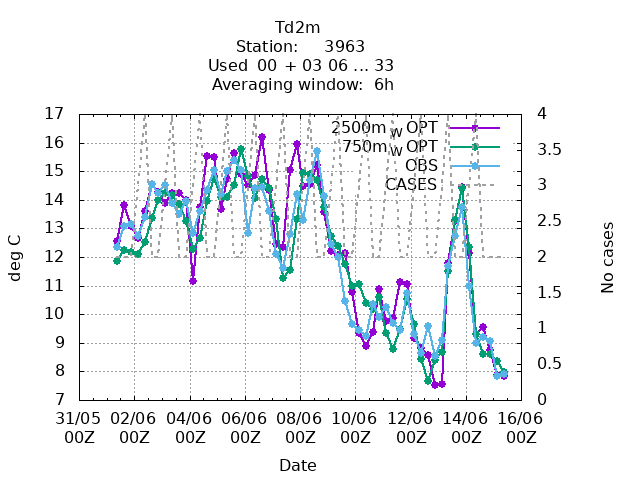 Td2m
Station: 3963
Used 00 + 03 06 ... 33
Averaging window: 6h
17 4
2500m W OPT
16 3.5
750m W OPT
15 OBS
14 CASES 3
13 2.5
12 2
11 1.5
10 1
9
8 0.5
7 0
deg C
No cases
31/05 02/06 04/06 06/06 08/06 10/06 12/06 14/06 16/06
00Z 00Z 00Z 00Z 00Z 00Z 00Z 00Z 00Z
Date